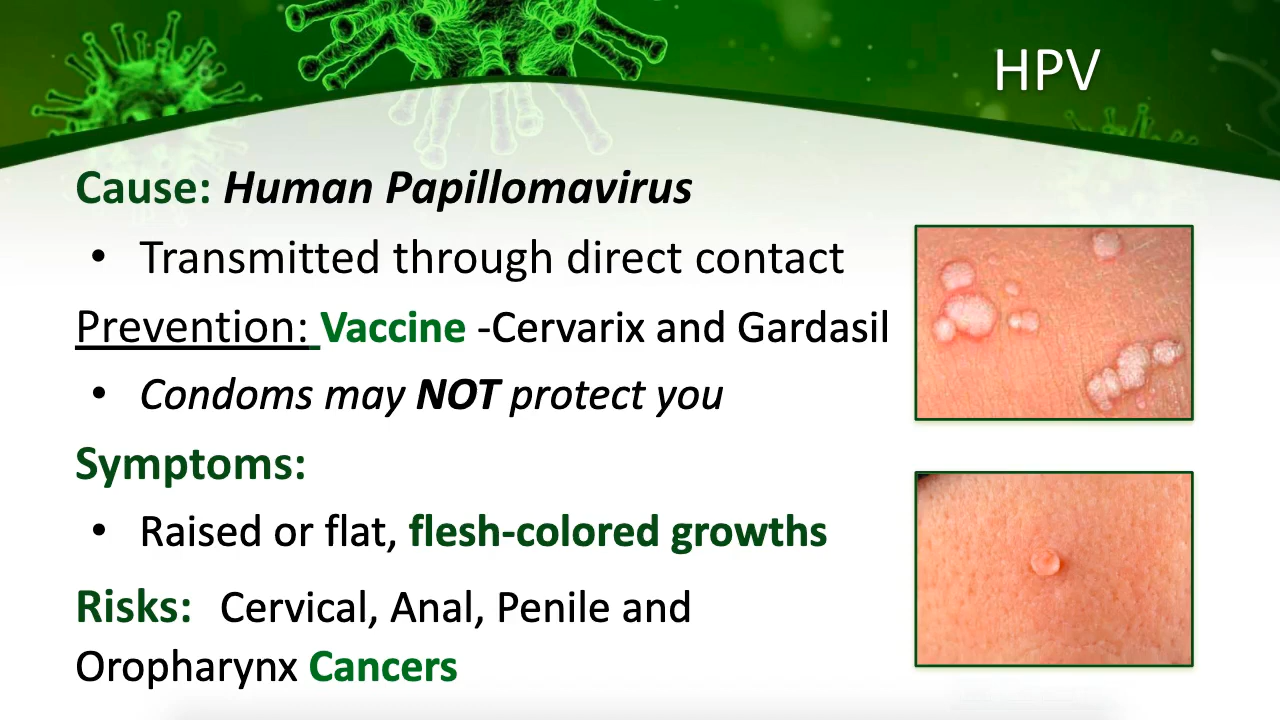 HPV
Cause: Human Papillomavirus
• Transmitted through direct contact
Prevention: Vaccine -Cervarix and Gardasil
• Condoms may NOT protect you
Symptoms:
• Raised or flat, flesh-colored growths
Risks: Cervical, Anal, Penile and
Oropharynx Cancers